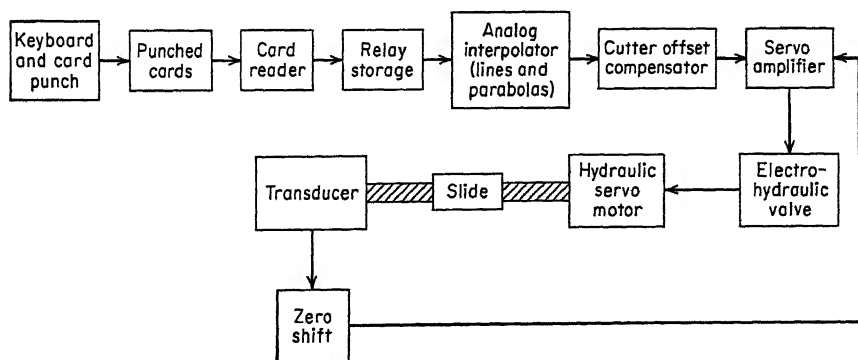 Keyboard
and card
punch
Punched
cards
Card
reader
Relay
storage
Analog
interpolator
(lines and
parabolas)
Cutter offset
compensator
Servo
amplifier
Transducer
Slide
Hydraulic
servo
motor
Electro-
hydraulic
valve
Zero
shift